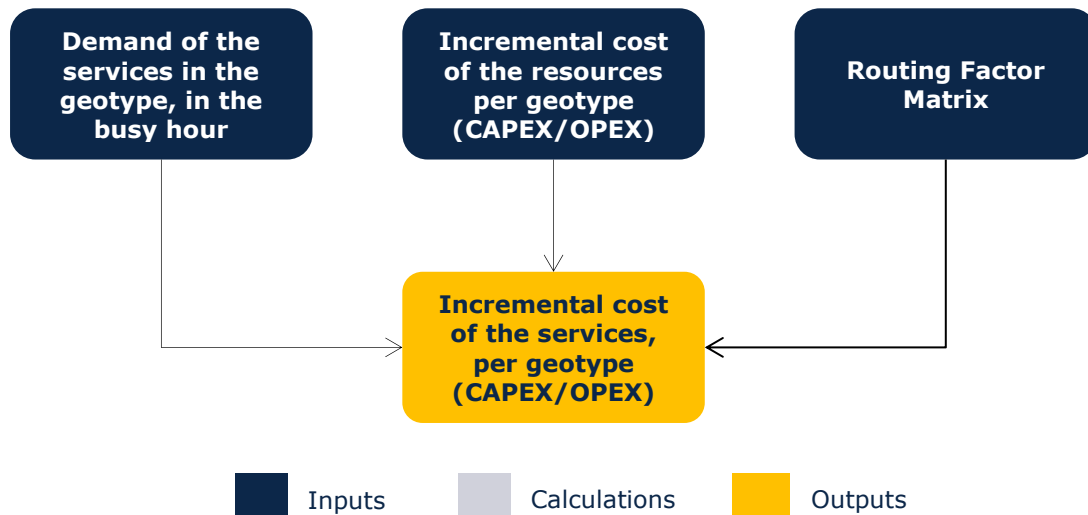 Demand of the
services in the
geotype, in the
busy hour
Incremental cost
of the resources
per geotype
(CAPEX/OPEX)
Routing Factor
Matrix
Incremental cost
of the services,
per geotype
(CAPEX/OPEX)
Inputs
Calculations
Outputs